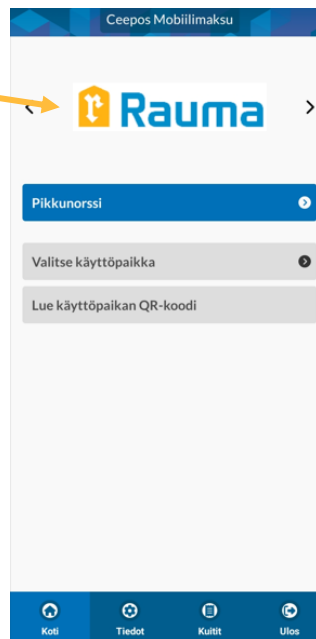 Ceepos Mobiilimaksu
r Rauma
Pikkunorssi
Valitse käyttöpaikka
Lue käyttöpaikan QR-koodi
Koti Tiedot Kuitit Ulos